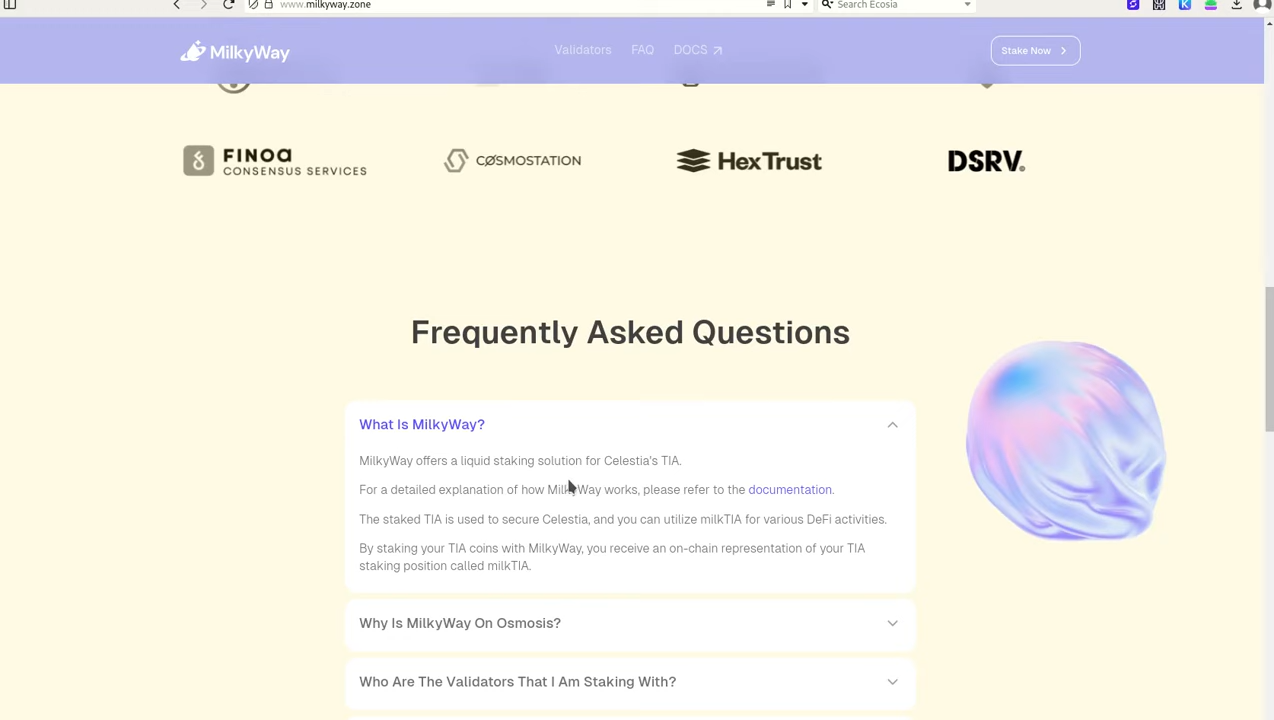 www.milkyway.zone
Search Ecosia
MilkyWay
Validators
FAQ
DOCS
Stake Now
FINOA
CONSENSUS SERVICES
COSMOSTATION
HexTrust
DSRV
Frequently Asked Questions
What Is MilkyWay?
MilkyWay offers a liquid staking solution for Celestia's TIA.
For a detailed explanation of how MilkyWay works, please refer to the documentation.
The staked TIA is used to secure Celestia, and you can utilize milkTIA for various DeFi activities.
By staking your TIA coins with MilkyWay, you receive an on-chain representation of your TIA
staking position called milkTIA.
Why Is MilkyWay On Osmosis?
Who Are The Validators That I Am Staking With?